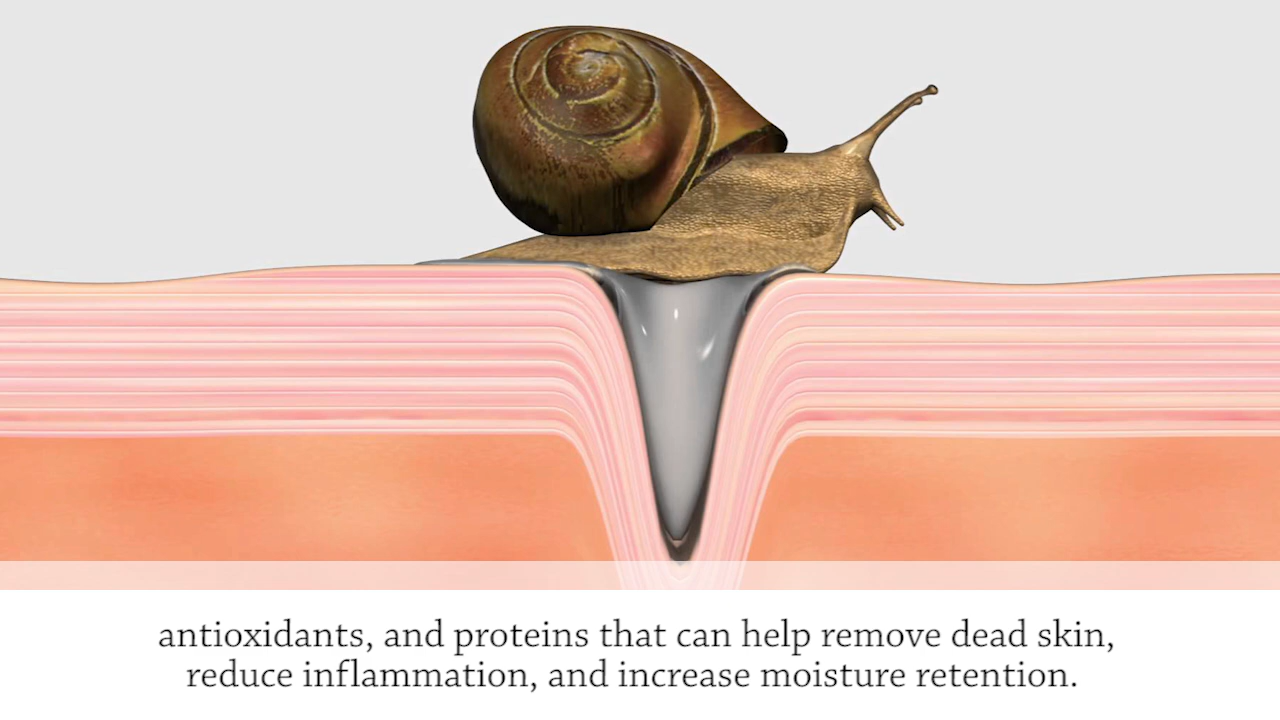 antioxidants, and proteins that can help remove dead skin,
reduce inflammation, and increase moisture retention.